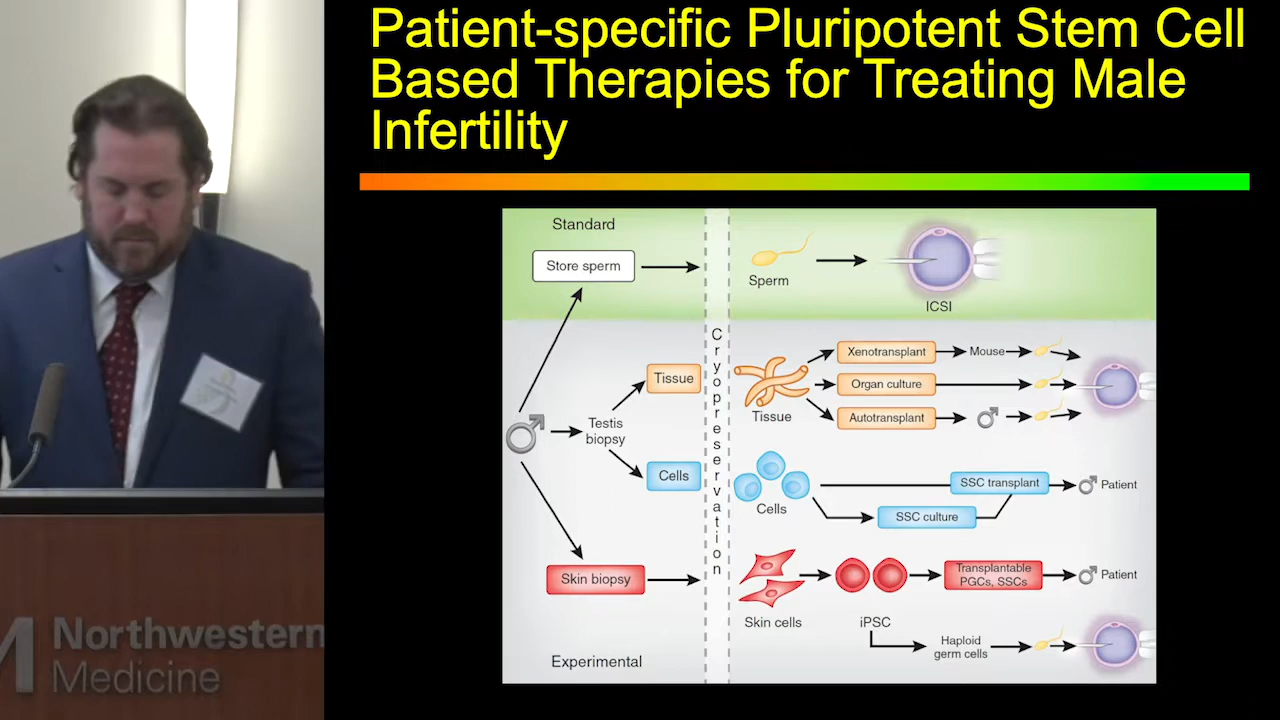 Patient-specific Pluripotent Stem Cell
Based Therapies for Treating Male
Infertility
Standard
Store sperm
Sperm
ICSI
Cryopreservation
Xenotransplant
Mouse
Tissue
Organ culture
Tissue
Autotransplant
Testis
biopsy
Cells
SSC transplant
Patient
Cells
SSC culture
Skin biopsy
Transplantable
PGCs, SSCs
Patient
Skin cells
iPSC
Haploid
germ cells
Experimental
Northwestern
Medicine